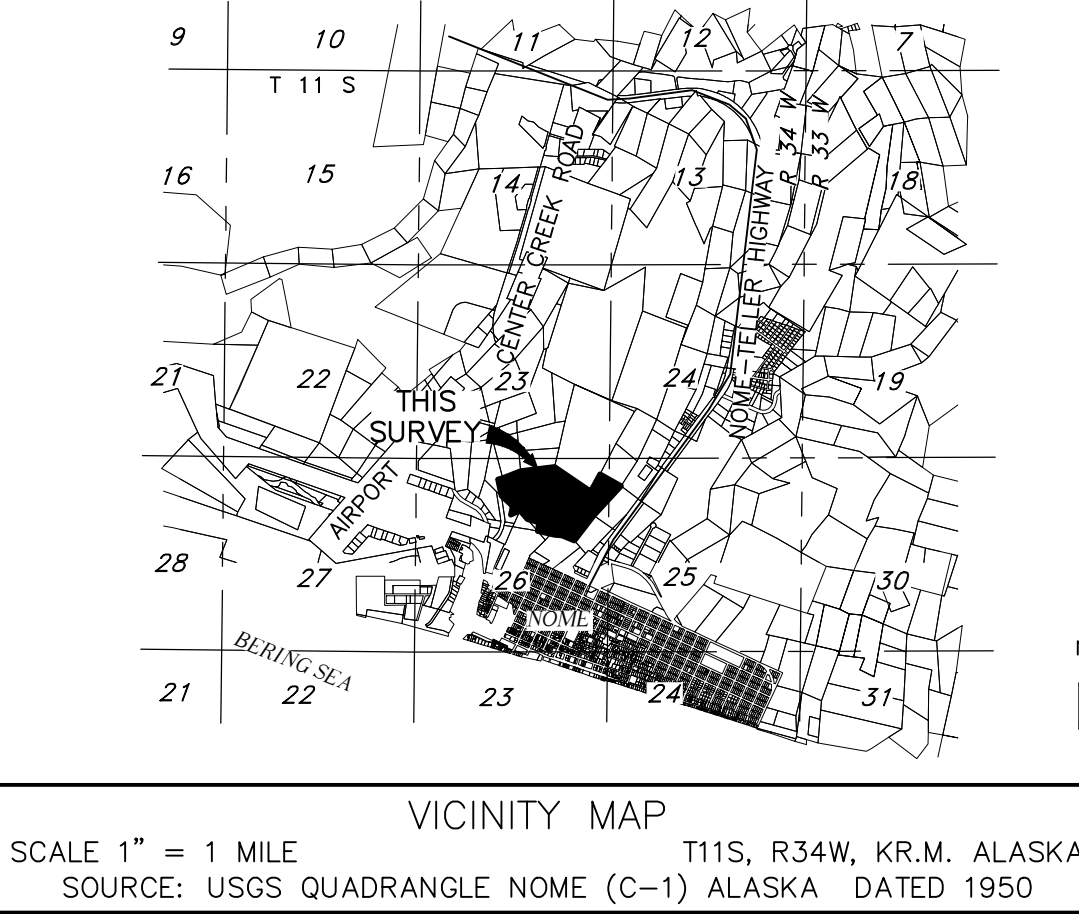 9 10 11 12 7
T 11 S
R 34 W
R 33 W
16 15 14 13 18
CENTER CREEK ROAD
NOME-TELLER HIGHWAY
21 22 23 24 19
THIS
SURVEY
AIRPORT
28 27 26 25 30
NOME
BERING SEA
21 22 23 24 31
VICINITY MAP
SCALE 1" = 1 MILE
T11S, R34W, KR.M. ALASKA
SOURCE: USGS QUADRANGLE NOME (C-1) ALASKA DATED 1950